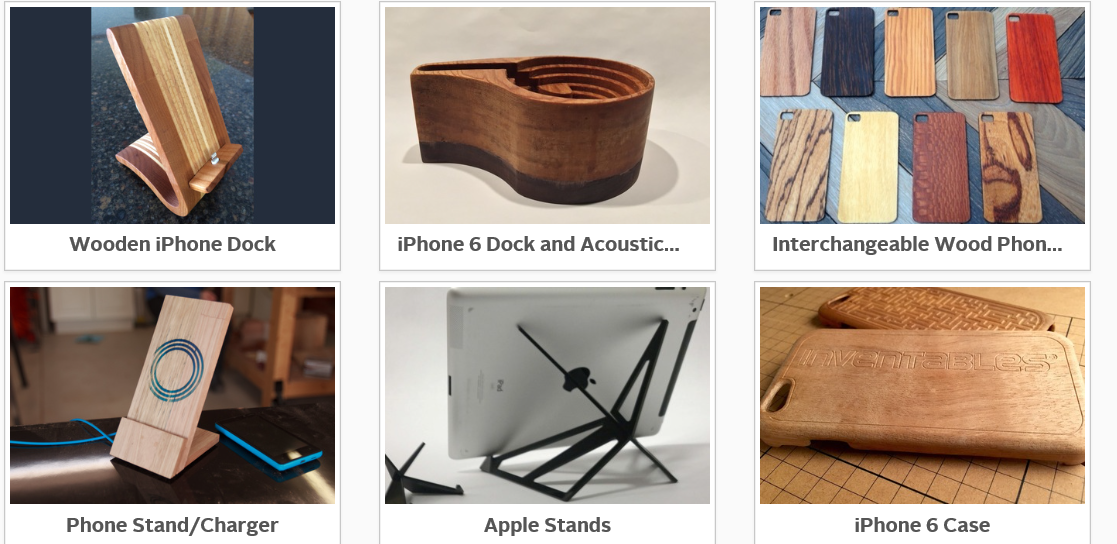 Wooden iPhone Dock
iPhone 6 Dock and Acoustic...
Interchangeable Wood Phon...
iPad
INVENTABLES
Phone Stand/Charger
Apple Stands
iPhone 6 Case